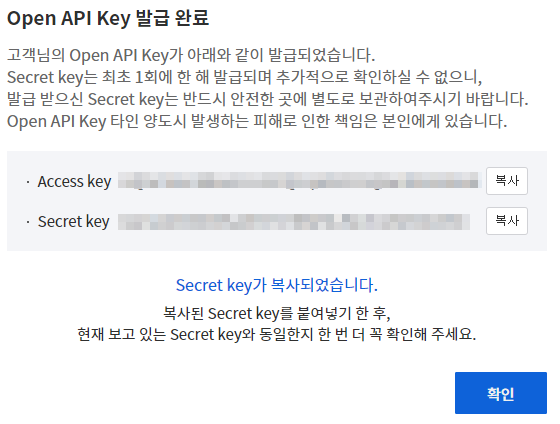 Open API Key 발급 완료
고객님의 Open API Key가 아래와 같이 발급되었습니다.
Secret key는 최초 1회에 한 해 발급되며 추가적으로 확인하실 수 없으니,
발급 받으신 Secret key는 반드시 안전한 곳에 별도로 보관하여주시기 바랍니다.
Open API Key 타인 양도시 발생하는 피해로 인한 책임은 본인에게 있습니다.
· Access key 복사
· Secret key 복사
Secret key가 복사되었습니다.
복사된 Secret key를 붙여넣기 한 후,
현재 보고 있는 Secret key와 동일한지 한 번 더 꼭 확인해 주세요.
확인